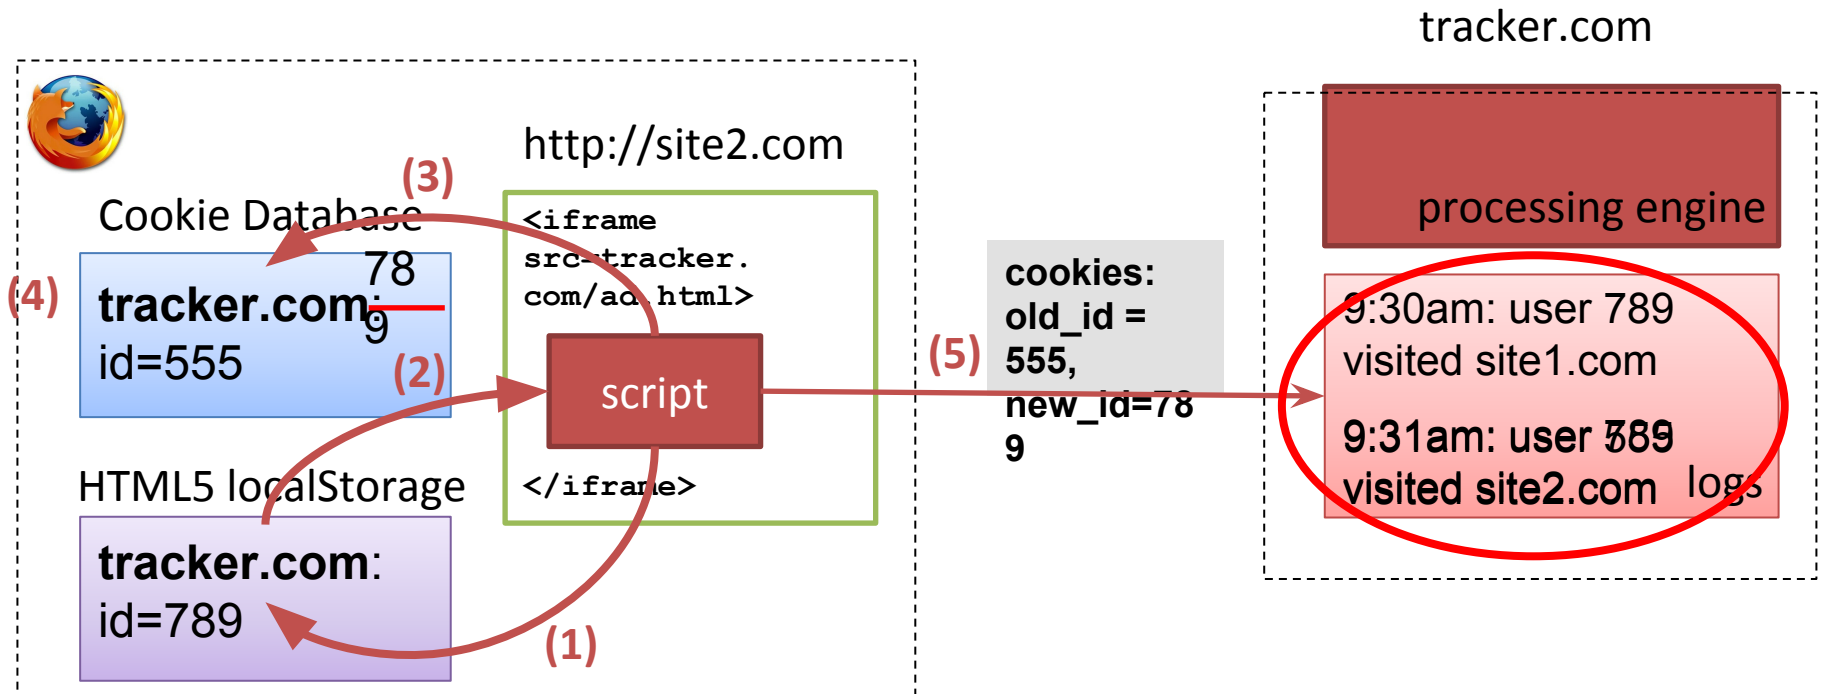 tracker.com
http://site2.com
(3)
Cookie Database
(4)
tracker.com:
78
9
id=555
(2)
HTML5 localStorage
tracker.com:
id=789
(1)
<iframe
src=tracker.
com/ad.html>
script
</iframe>
(5)
cookies:
old_id =
555,
new_id=78
9
processing engine
9:30am: user 789
visited site1.com
9:31am: user
visited site2.com
logs